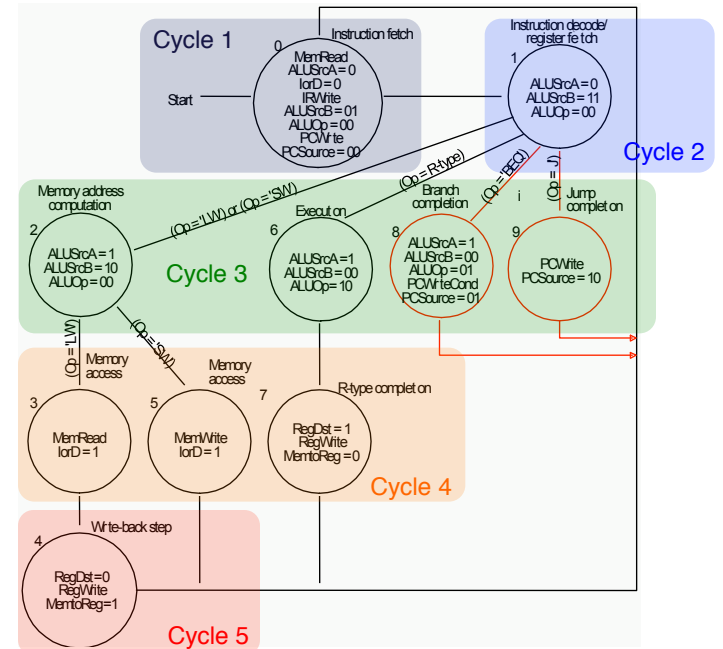 Cycle 1
0
Instruction fetch
MemRead
ALUSrcA = 0
IorD = 0
IRWrite
ALUSrcB = 01
ALUOp = 00
PCWrite
PCSource = 00
Start
Instruction decode/
register fetch
1
ALUSrcA = 0
ALUSrcB = 11
ALUOp = 00
Cycle 2
(Op = 'LW') or (Op = 'SW')
(Op = R-type)
(Op = 'BEQ')
(Op = 'J')
Memory address
computation
2
ALUSrcA = 1
ALUSrcB = 10
ALUOp = 00
Cycle 3
Execution
6
ALUSrcA = 1
ALUSrcB = 00
ALUOp = 10
Branch
completion
8
ALUSrcA = 1
ALUSrcB = 00
ALUOp = 01
PCWriteCond
PCSource = 01
i
Jump
completion
9
PCWrite
PCSource = 10
(Op = 'LW')
(Op = 'SW')
Memory
access
3
MemRead
IorD = 1
Memory
access
5
MemWrite
IorD = 1
R-type completion
7
RegDst = 1
RegWrite
MemtoReg = 0
Cycle 4
Write-back step
4
RegDst = 0
RegWrite
MemtoReg = 1
Cycle 5